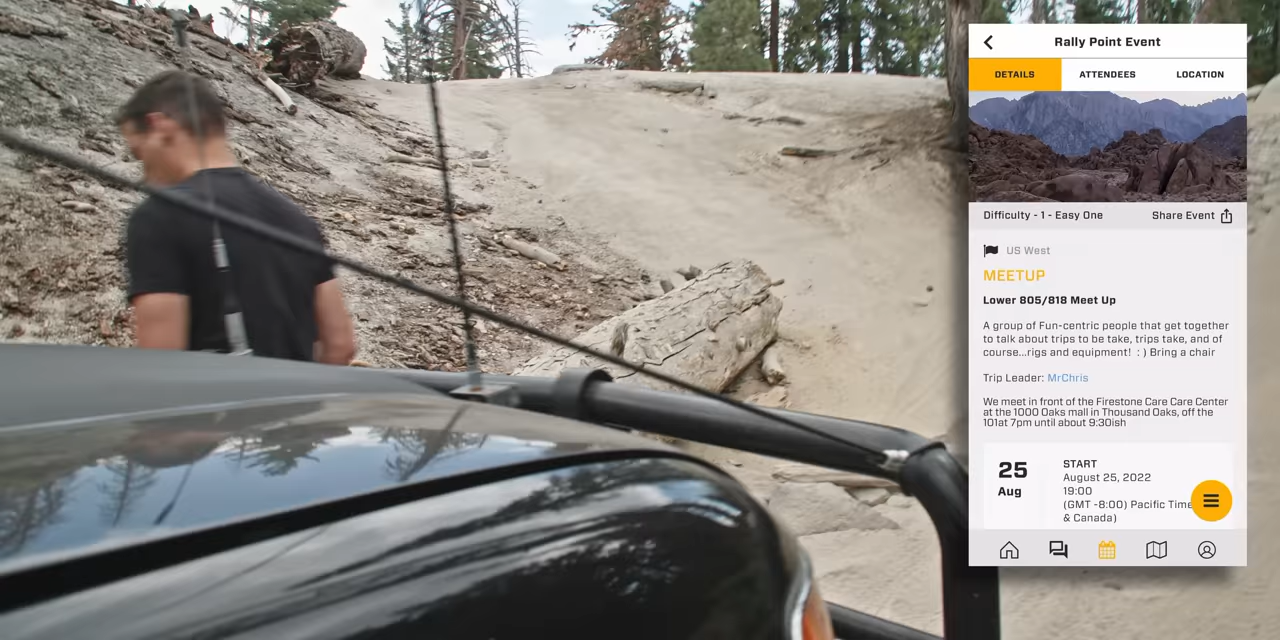 Rally Point Event
DETAILS
ATTENDEES
LOCATION
Difficulty - 1 - Easy One
Share Event
US West
MEETUP
Lower 805/818 Meet Up
A group of Fun-centric people that get together
to talk about trips to be take, trips take, and of
course...rigs and equipment!  : ) Bring a chair
Trip Leader: MrChris
We meet in front of the Firestone Care Care Center
at the 1000 Oaks mall in Thousand Oaks, off the
101at 7pm until about 9:30ish
25
Aug
START
August 25, 2022
19:00
(GMT -8:00) Pacific Time
& Canada)